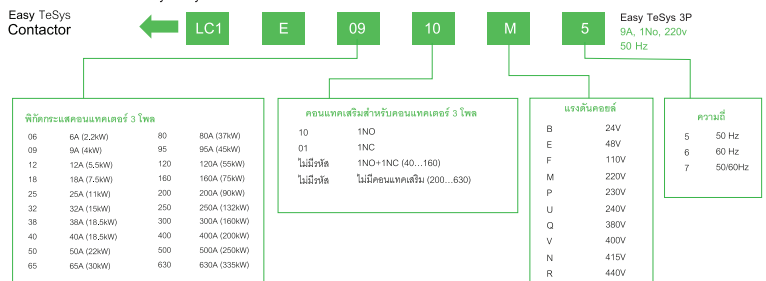 Easy TeSys
Contactor
LC1 E 09 10 M 5
Easy TeSys 3P
9A, 1No, 220v
50 Hz
พิกัดกระแสคอนแทคเตอร์ 3 โพล
06 6A (2.2kW) 80 80A (37kW)
09 9A (4kW) 95 95A (45kW)
12 12A (5.5kW) 120 120A (55kW)
18 18A (7.5kW) 160 160A (75kW)
25 25A (11kW) 200 200A (90kW)
32 32A (15kW) 250 250A (132kW)
38 38A (18.5kW) 300 300A (160kW)
40 40A (18.5kW) 400 400A (200kW)
50 50A (22kW) 500 500A (250kW)
65 65A (30kW) 630 630A (335kW)
คอนแทคเสริมสำหรับคอนแทคเตอร์ 3 โพล
10 1NO
01 1NC
ไม่มีรหัส 1NO+1NC (40...160)
ไม่มีรหัส ไม่มีคอนแทคเสริม (200...630)
แรงดันคอยล์
B 24V
E 48V
F 110V
M 220V
P 230V
U 240V
Q 380V
V 400V
N 415V
R 440V
ความถี่
5 50 Hz
6 60 Hz
7 50/60Hz